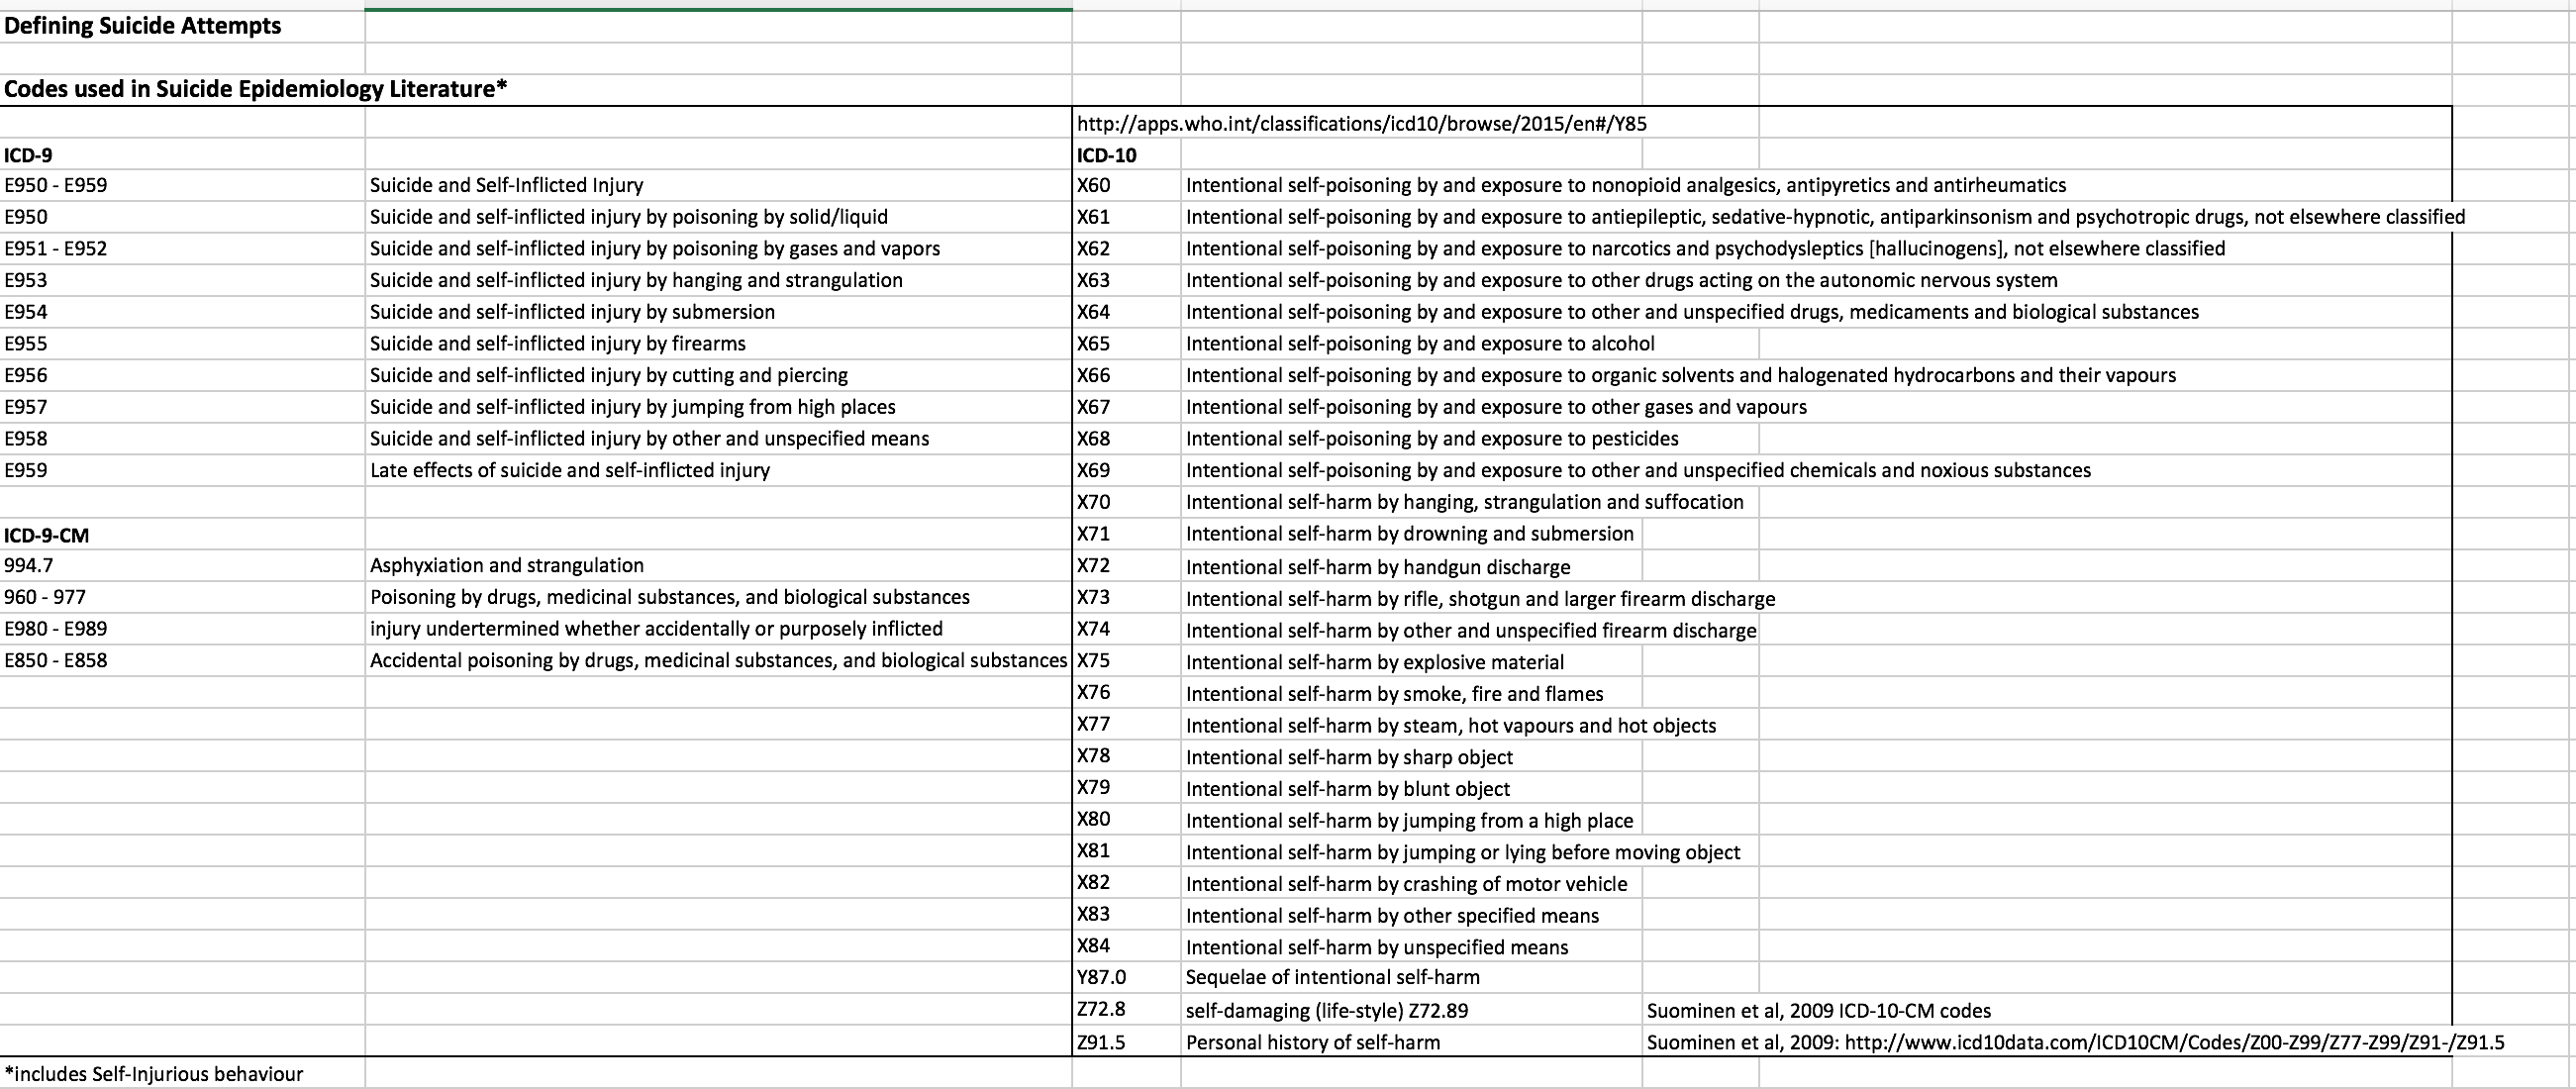 Defining Suicide Attempts
Codes used in Suicide Epidemiology Literature*
http://apps.who.int/classifications/icd10/browse/2015/en#/Y85
ICD-9 ICD-10
E950 - E959 Suicide and Self-Inflicted Injury X60 Intentional self-poisoning by and exposure to nonopioid analgesics, antipyretics and antirheumatics
E950 Suicide and self-inflicted injury by poisoning by solid/liquid X61 Intentional self-poisoning by and exposure to antiepileptic, sedative-hypnotic, antiparkinsonism and psychotropic drugs, not elsewhere classified
E951 - E952 Suicide and self-inflicted injury by poisoning by gases and vapors X62 Intentional self-poisoning by and exposure to narcotics and psychodysleptics [hallucinogens], not elsewhere classified
E953 Suicide and self-inflicted injury by hanging and strangulation X63 Intentional self-poisoning by and exposure to other drugs acting on the autonomic nervous system
E954 Suicide and self-inflicted injury by submersion X64 Intentional self-poisoning by and exposure to other and unspecified drugs, medicaments and biological substances
E955 Suicide and self-inflicted injury by firearms X65 Intentional self-poisoning by and exposure to alcohol
E956 Suicide and self-inflicted injury by cutting and piercing X66 Intentional self-poisoning by and exposure to organic solvents and halogenated hydrocarbons and their vapours
E957 Suicide and self-inflicted injury by jumping from high places X67 Intentional self-poisoning by and exposure to other gases and vapours
E958 Suicide and self-inflicted injury by other and unspecified means X68 Intentional self-poisoning by and exposure to pesticides
E959 Late effects of suicide and self-inflicted injury X69 Intentional self-poisoning by and exposure to other and unspecified chemicals and noxious substances
X70 Intentional self-harm by hanging, strangulation and suffocation
ICD-9-CM X71 Intentional self-harm by drowning and submersion
994.7 Asphyxiation and strangulation X72 Intentional self-harm by handgun discharge
960 - 977 Poisoning by drugs, medicinal substances, and biological substances X73 Intentional self-harm by rifle, shotgun and larger firearm discharge
E980 - E989 injury undertermined whether accidentally or purposely inflicted X74 Intentional self-harm by other and unspecified firearm discharge
E850 - E858 Accidental poisoning by drugs, medicinal substances, and biological substances X75 Intentional self-harm by explosive material
X76 Intentional self-harm by smoke, fire and flames
X77 Intentional self-harm by steam, hot vapours and hot objects
X78 Intentional self-harm by sharp object
X79 Intentional self-harm by blunt object
X80 Intentional self-harm by jumping from a high place
X81 Intentional self-harm by jumping or lying before moving object
X82 Intentional self-harm by crashing of motor vehicle
X83 Intentional self-harm by other specified means
X84 Intentional self-harm by unspecified means
Y87.0 Sequelae of intentional self-harm
Z72.8 self-damaging (life-style) Z72.89 Suominen et al, 2009 ICD-10-CM codes
Z91.5 Personal history of self-harm Suominen et al, 2009: http://www.icd10data.com/ICD10CM/Codes/Z00-Z99/Z77-Z99/Z91-/Z91.5
*includes Self-Injurious behaviour